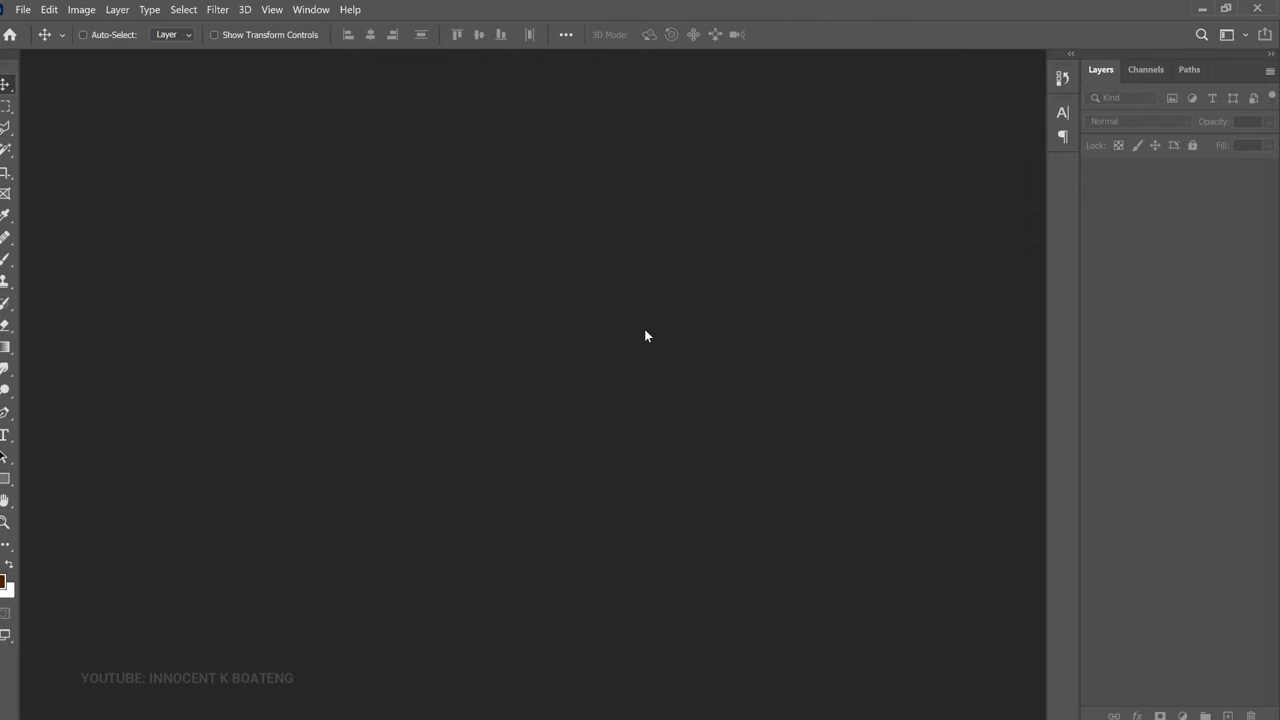 File Edit Image Layer Type Select Filter 3D View Window Help
Auto-Select: Layer Show Transform Controls 3D Mode:
Layers Channels Paths
Kind
Normal Opacity:
Lock: Fill:
YOUTUBE: INNOCENT K BOATENG